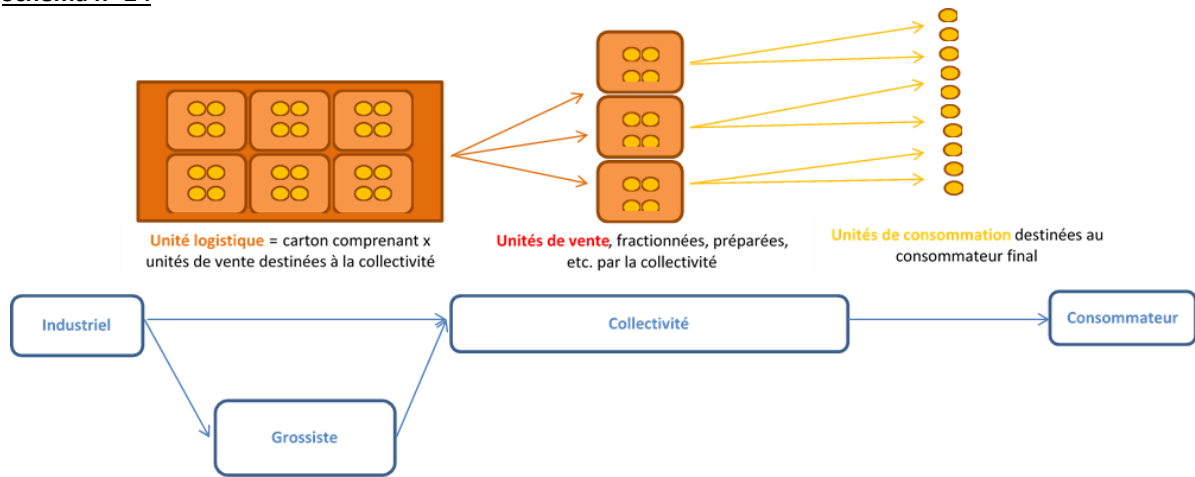 Unité logistique = carton comprenant x
unités de vente destinées à la collectivité
Unités de vente, fractionnées, préparées,
etc. par la collectivité
Unités de consommation destinées au
consommateur final
Industriel
Collectivité
Consommateur
Grossiste